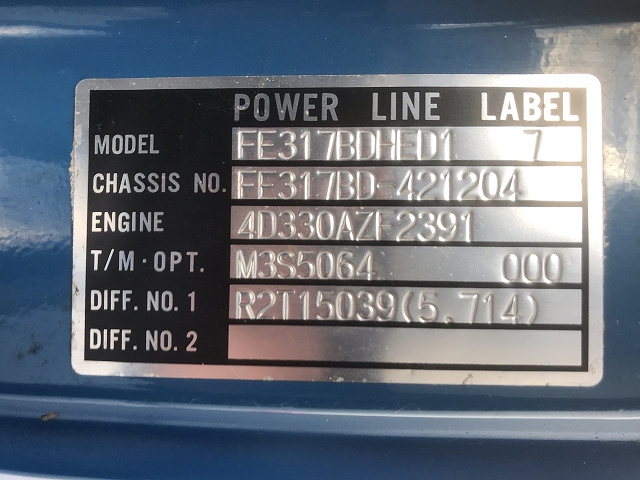 POWER LINE LABEL
MODEL FE317BDHED1 7
CHASSIS NO. FE317BD-421204
ENGINE 4D330AZF2391
T/M·OPT. M3S5064 000
DIFF. NO. 1 R2T15039(5.714)
DIFF. NO. 2